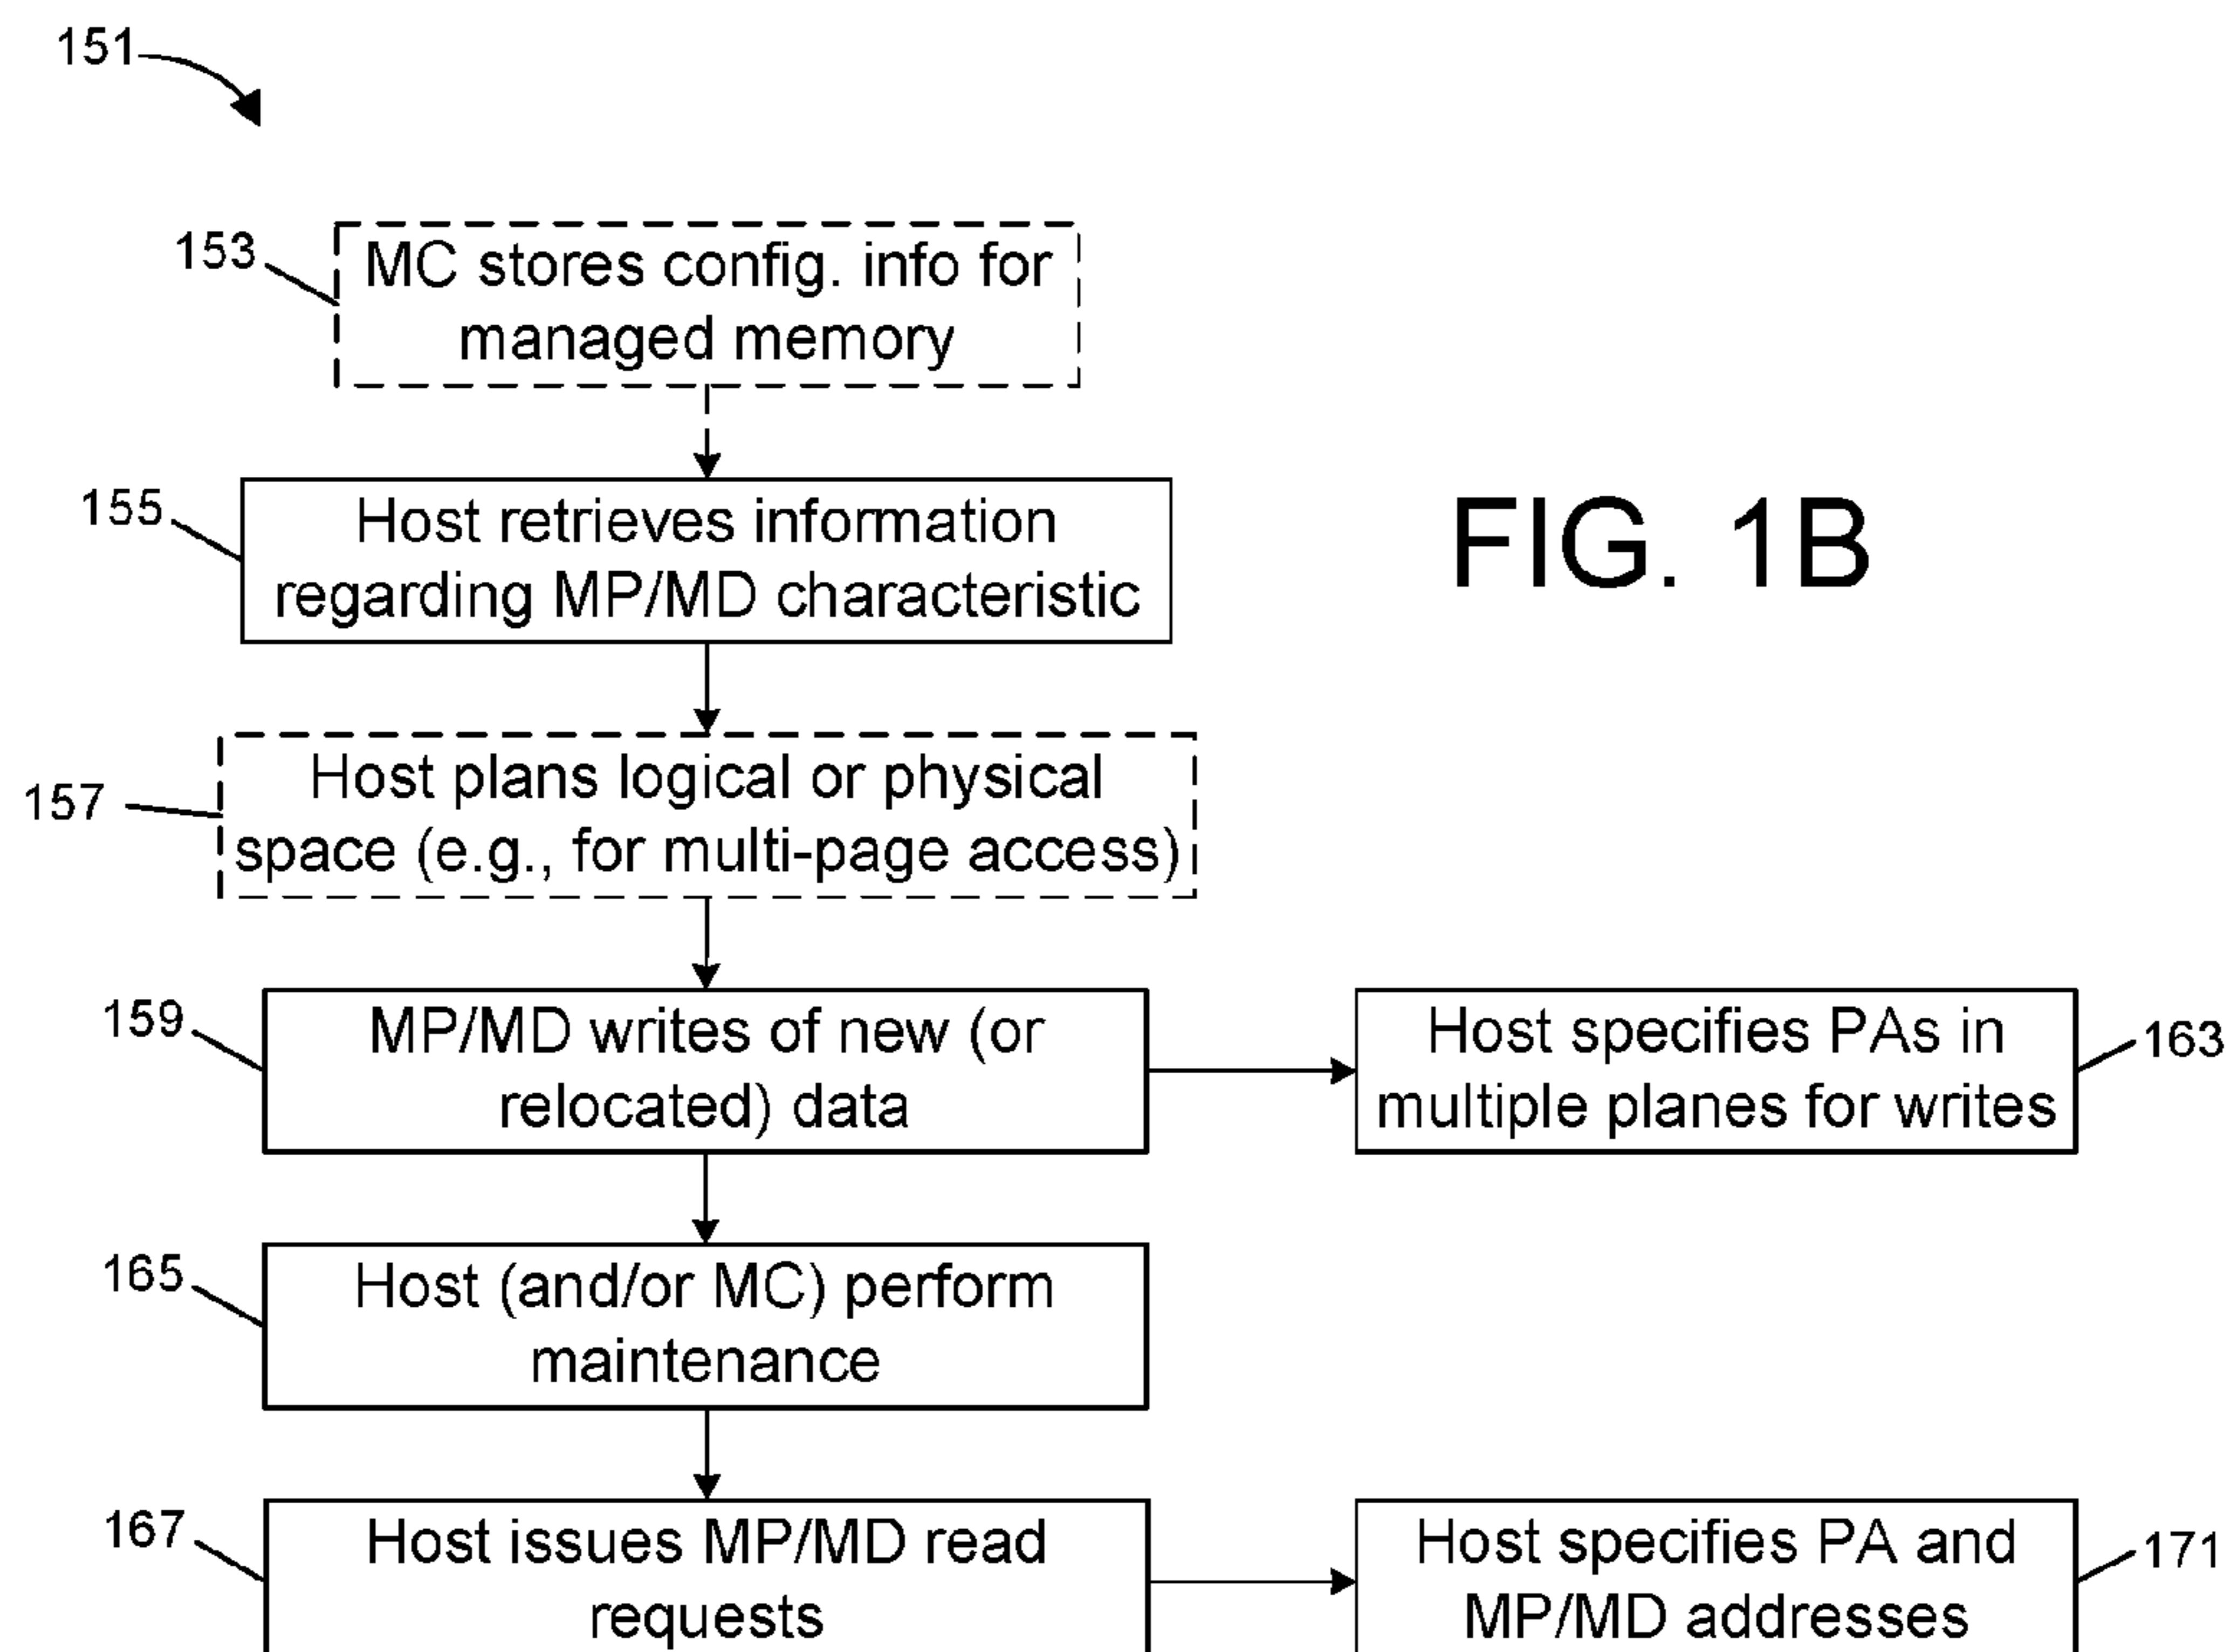 151
153
MC stores config. info for
managed memory
155
Host retrieves information
regarding MP/MD characteristic
FIG. 1B
157
Host plans logical or physical
space (e.g., for multi-page access)
159
MP/MD writes of new (or
relocated) data
Host specifies PAs in
multiple planes for writes
163
165
Host (and/or MC) perform
maintenance
167
Host issues MP/MD read
requests
Host specifies PA and
MP/MD addresses
171